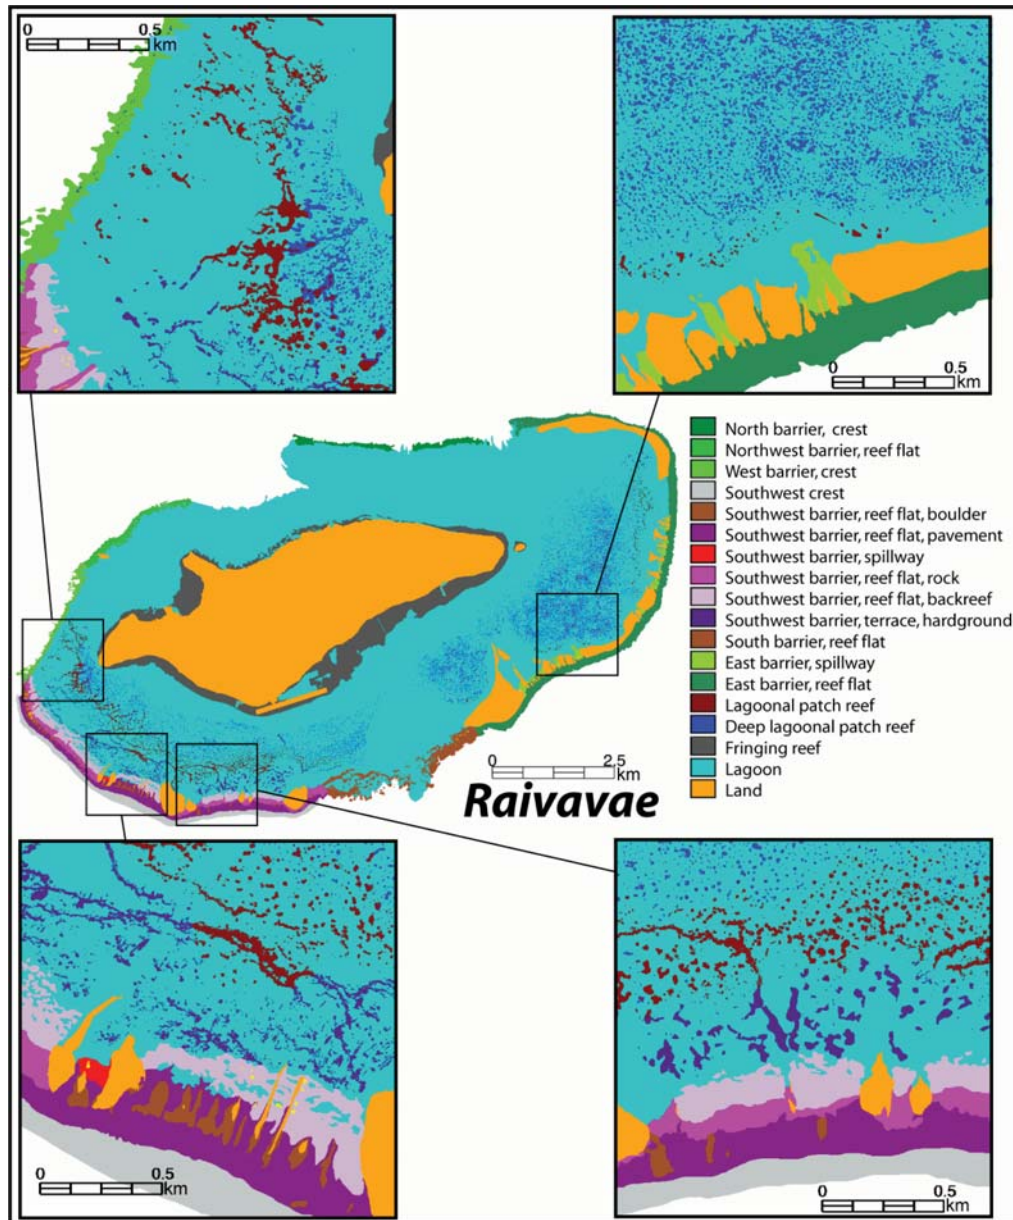 0 0.5
km
0 0.5
km
North barrier, crest
Northwest barrier, reef flat
West barrier, crest
Southwest crest
Southwest barrier, reef flat, boulder
Southwest barrier, reef flat, pavement
Southwest barrier, spillway
Southwest barrier, reef flat, rock
Southwest barrier, reef flat, backreef
Southwest barrier, terrace, hardground
South barrier, reef flat
East barrier, spillway
East barrier, reef flat
Lagoonal patch reef
Deep lagoonal patch reef
Fringing reef
Lagoon
Land
0 2.5
km
Raivavae
0 0.5
km
0 0.5
km